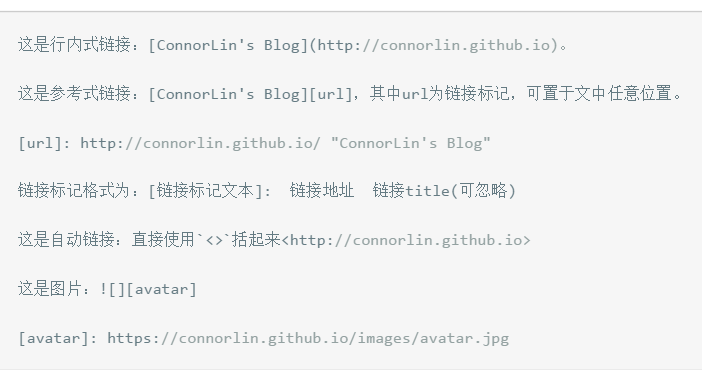 这是行内式链接：[ConnorLin's Blog](http://connorlin.github.io)。
这是参考式链接：[ConnorLin's Blog][url]，其中url为链接标记，可置于文中任意位置。
[url]: http://connorlin.github.io/ "ConnorLin's Blog"
链接标记格式为：[链接标记文本]:  链接地址  链接title(可忽略)
这是自动链接：直接使用`<>`括起来<http://connorlin.github.io>
这是图片：![][avatar]
[avatar]: https://connorlin.github.io/images/avatar.jpg